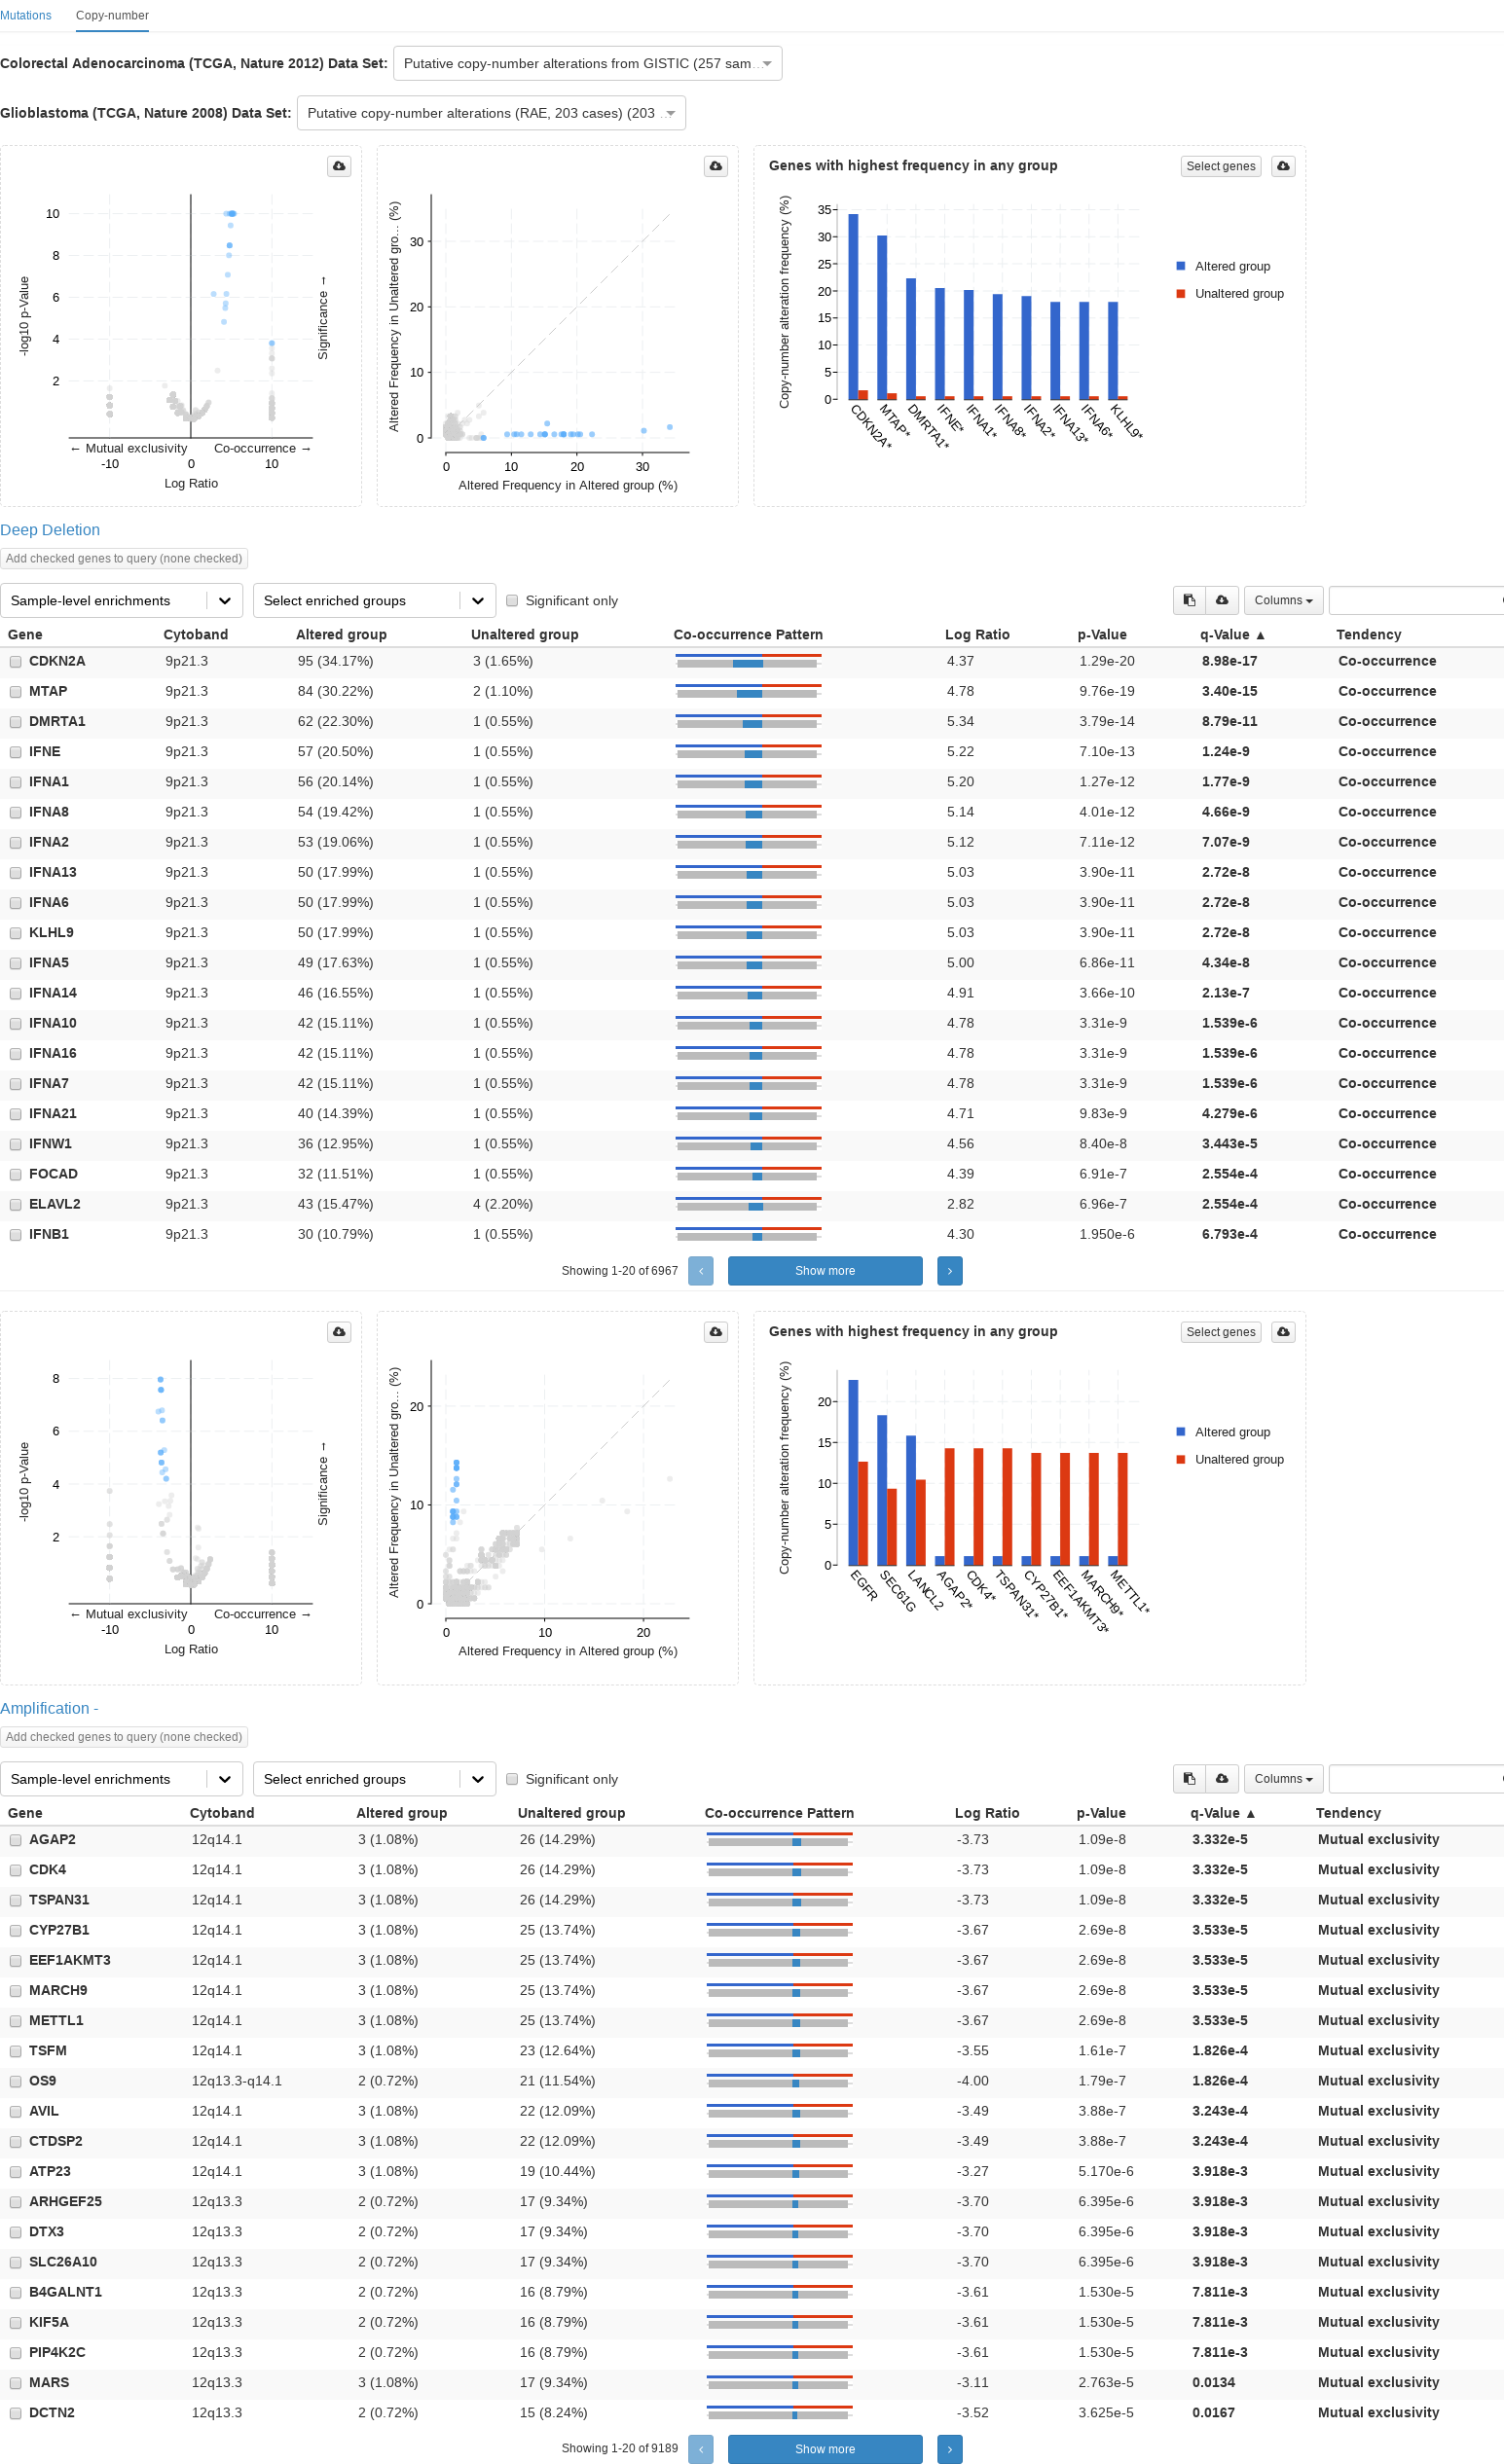 Mutations Copy-number
Colorectal Adenocarcinoma (TCGA, Nature 2012) Data Set: Putative copy-number alterations from GISTIC (257 sam...
Glioblastoma (TCGA, Nature 2008) Data Set: Putative copy-number alterations (RAE, 203 cases) (203 ...
10
8
6
4
2
-log10 p-Value
Significance →
← Mutual exclusivity Co-occurrence →
-10 0 10
Log Ratio
Altered Frequency in Unaltered gro... (%)
30
20
10
0
0 10 20 30
Altered Frequency in Altered group (%)
Genes with highest frequency in any group Select genes
Copy-number alteration frequency (%)
35
30
25
20
15
10
5
0
CDKN2A* MTAP* DMRTA1* IFNE* IFNA1* IFNA8* IFNA2* IFNA13* IFNA6* KLHL9*
Altered group
Unaltered group
Deep Deletion
Add checked genes to query (none checked)
Sample-level enrichments Select enriched groups Significant only Columns
Gene Cytoband Altered group Unaltered group Co-occurrence Pattern Log Ratio p-Value q-Value ▲ Tendency
CDKN2A 9p21.3 95 (34.17%) 3 (1.65%) 4.37 1.29e-20 8.98e-17 Co-occurrence
MTAP 9p21.3 84 (30.22%) 2 (1.10%) 4.78 9.76e-19 3.40e-15 Co-occurrence
DMRTA1 9p21.3 62 (22.30%) 1 (0.55%) 5.34 3.79e-14 8.79e-11 Co-occurrence
IFNE 9p21.3 57 (20.50%) 1 (0.55%) 5.22 7.10e-13 1.24e-9 Co-occurrence
IFNA1 9p21.3 56 (20.14%) 1 (0.55%) 5.20 1.27e-12 1.77e-9 Co-occurrence
IFNA8 9p21.3 54 (19.42%) 1 (0.55%) 5.14 4.01e-12 4.66e-9 Co-occurrence
IFNA2 9p21.3 53 (19.06%) 1 (0.55%) 5.12 7.11e-12 7.07e-9 Co-occurrence
IFNA13 9p21.3 50 (17.99%) 1 (0.55%) 5.03 3.90e-11 2.72e-8 Co-occurrence
IFNA6 9p21.3 50 (17.99%) 1 (0.55%) 5.03 3.90e-11 2.72e-8 Co-occurrence
KLHL9 9p21.3 50 (17.99%) 1 (0.55%) 5.03 3.90e-11 2.72e-8 Co-occurrence
IFNA5 9p21.3 49 (17.63%) 1 (0.55%) 5.00 6.86e-11 4.34e-8 Co-occurrence
IFNA14 9p21.3 46 (16.55%) 1 (0.55%) 4.91 3.66e-10 2.13e-7 Co-occurrence
IFNA10 9p21.3 42 (15.11%) 1 (0.55%) 4.78 3.31e-9 1.539e-6 Co-occurrence
IFNA16 9p21.3 42 (15.11%) 1 (0.55%) 4.78 3.31e-9 1.539e-6 Co-occurrence
IFNA7 9p21.3 42 (15.11%) 1 (0.55%) 4.78 3.31e-9 1.539e-6 Co-occurrence
IFNA21 9p21.3 40 (14.39%) 1 (0.55%) 4.71 9.83e-9 4.279e-6 Co-occurrence
IFNW1 9p21.3 36 (12.95%) 1 (0.55%) 4.56 8.40e-8 3.443e-5 Co-occurrence
FOCAD 9p21.3 32 (11.51%) 1 (0.55%) 4.39 6.91e-7 2.554e-4 Co-occurrence
ELAVL2 9p21.3 43 (15.47%) 4 (2.20%) 2.82 6.96e-7 2.554e-4 Co-occurrence
IFNB1 9p21.3 30 (10.79%) 1 (0.55%) 4.30 1.950e-6 6.793e-4 Co-occurrence
Showing 1-20 of 6967 Show more
8
6
4
2
-log10 p-Value
Significance →
← Mutual exclusivity Co-occurrence →
-10 0 10
Log Ratio
Altered Frequency in Unaltered gro... (%)
20
10
0
0 10 20
Altered Frequency in Altered group (%)
Genes with highest frequency in any group Select genes
Copy-number alteration frequency (%)
20
15
10
5
0
EGFR SEC61G LANCL2 AGAP2* CDK4* TSPAN31* CYP27B1* EEF1AKMT3* MARCH9* METTL1*
Altered group
Unaltered group
Amplification -
Add checked genes to query (none checked)
Sample-level enrichments Select enriched groups Significant only Columns
Gene Cytoband Altered group Unaltered group Co-occurrence Pattern Log Ratio p-Value q-Value ▲ Tendency
AGAP2 12q14.1 3 (1.08%) 26 (14.29%) -3.73 1.09e-8 3.332e-5 Mutual exclusivity
CDK4 12q14.1 3 (1.08%) 26 (14.29%) -3.73 1.09e-8 3.332e-5 Mutual exclusivity
TSPAN31 12q14.1 3 (1.08%) 26 (14.29%) -3.73 1.09e-8 3.332e-5 Mutual exclusivity
CYP27B1 12q14.1 3 (1.08%) 25 (13.74%) -3.67 2.69e-8 3.533e-5 Mutual exclusivity
EEF1AKMT3 12q14.1 3 (1.08%) 25 (13.74%) -3.67 2.69e-8 3.533e-5 Mutual exclusivity
MARCH9 12q14.1 3 (1.08%) 25 (13.74%) -3.67 2.69e-8 3.533e-5 Mutual exclusivity
METTL1 12q14.1 3 (1.08%) 25 (13.74%) -3.67 2.69e-8 3.533e-5 Mutual exclusivity
TSFM 12q14.1 3 (1.08%) 23 (12.64%) -3.55 1.61e-7 1.826e-4 Mutual exclusivity
OS9 12q13.3-q14.1 2 (0.72%) 21 (11.54%) -4.00 1.79e-7 1.826e-4 Mutual exclusivity
AVIL 12q14.1 3 (1.08%) 22 (12.09%) -3.49 3.88e-7 3.243e-4 Mutual exclusivity
CTDSP2 12q14.1 3 (1.08%) 22 (12.09%) -3.49 3.88e-7 3.243e-4 Mutual exclusivity
ATP23 12q14.1 3 (1.08%) 19 (10.44%) -3.27 5.170e-6 3.918e-3 Mutual exclusivity
ARHGEF25 12q13.3 2 (0.72%) 17 (9.34%) -3.70 6.395e-6 3.918e-3 Mutual exclusivity
DTX3 12q13.3 2 (0.72%) 17 (9.34%) -3.70 6.395e-6 3.918e-3 Mutual exclusivity
SLC26A10 12q13.3 2 (0.72%) 17 (9.34%) -3.70 6.395e-6 3.918e-3 Mutual exclusivity
B4GALNT1 12q13.3 2 (0.72%) 16 (8.79%) -3.61 1.530e-5 7.811e-3 Mutual exclusivity
KIF5A 12q13.3 2 (0.72%) 16 (8.79%) -3.61 1.530e-5 7.811e-3 Mutual exclusivity
PIP4K2C 12q13.3 2 (0.72%) 16 (8.79%) -3.61 1.530e-5 7.811e-3 Mutual exclusivity
MARS 12q13.3 3 (1.08%) 17 (9.34%) -3.11 2.763e-5 0.0134 Mutual exclusivity
DCTN2 12q13.3 2 (0.72%) 15 (8.24%) -3.52 3.625e-5 0.0167 Mutual exclusivity
Showing 1-20 of 9189 Show more